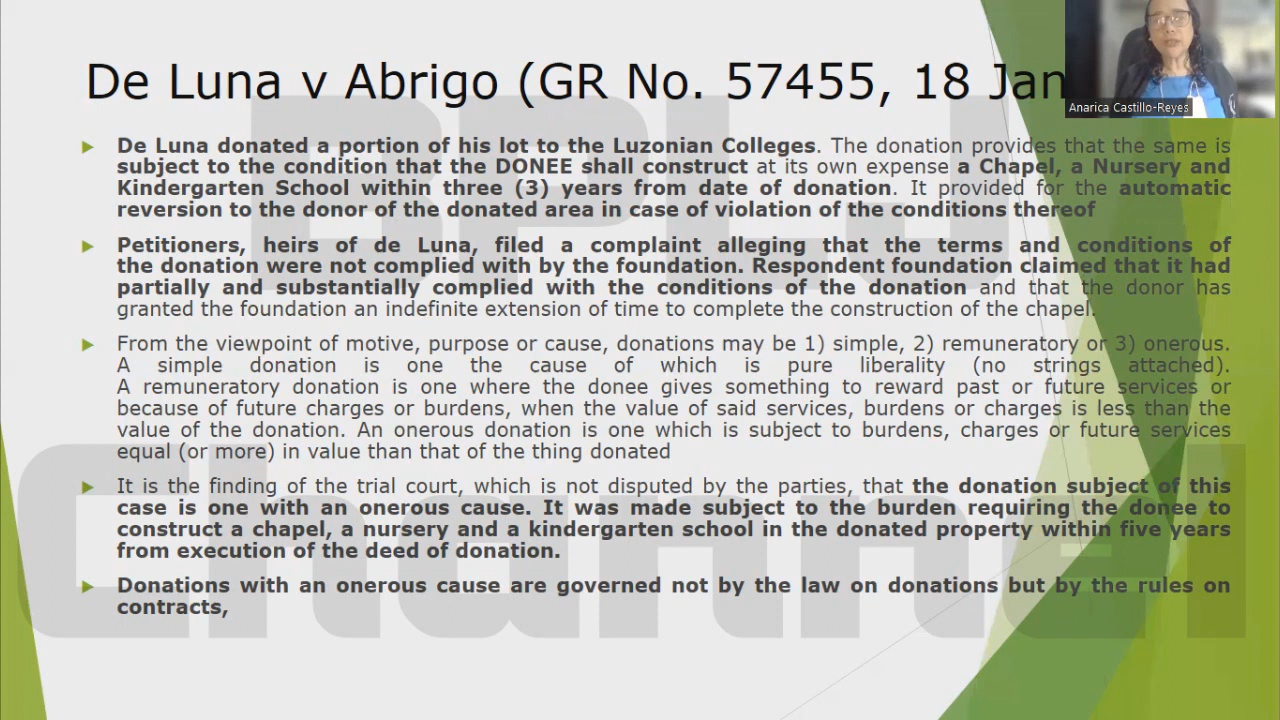 De Luna v Abrigo (GR No. 57455, 18 Jan
Anarica Castillo-Reyes
De Luna donated a portion of his lot to the Luzonian Colleges. The donation provides that the same is
subject to the condition that the DONEE shall construct at its own expense a Chapel, a Nursery and
Kindergarten School within three (3) years from date of donation. It provided for the automatic
reversion to the donor of the donated area in case of violation of the conditions thereof
Petitioners, heirs of de Luna, filed a complaint alleging that the terms and conditions of
the donation were not complied with by the foundation. Respondent foundation claimed that it had
partially and substantially complied with the conditions of the donation and that the donor has
granted the foundation an indefinite extension of time to complete the construction of the chapel.
From the viewpoint of motive, purpose or cause, donations may be 1) simple, 2) remuneratory or 3) onerous.
A simple donation is one the cause of which is pure liberality (no strings attached).
A remuneratory donation is one where the donee gives something to reward past or future services or
because of future charges or burdens, when the value of said services, burdens or charges is less than the
value of the donation. An onerous donation is one which is subject to burdens, charges or future services
equal (or more) in value than that of the thing donated
It is the finding of the trial court, which is not disputed by the parties, that the donation subject of this
case is one with an onerous cause. It was made subject to the burden requiring the donee to
construct a chapel, a nursery and a kindergarten school in the donated property within five years
from execution of the deed of donation.
Donations with an onerous cause are governed not by the law on donations but by the rules on
contracts,
BPLJ
Channel